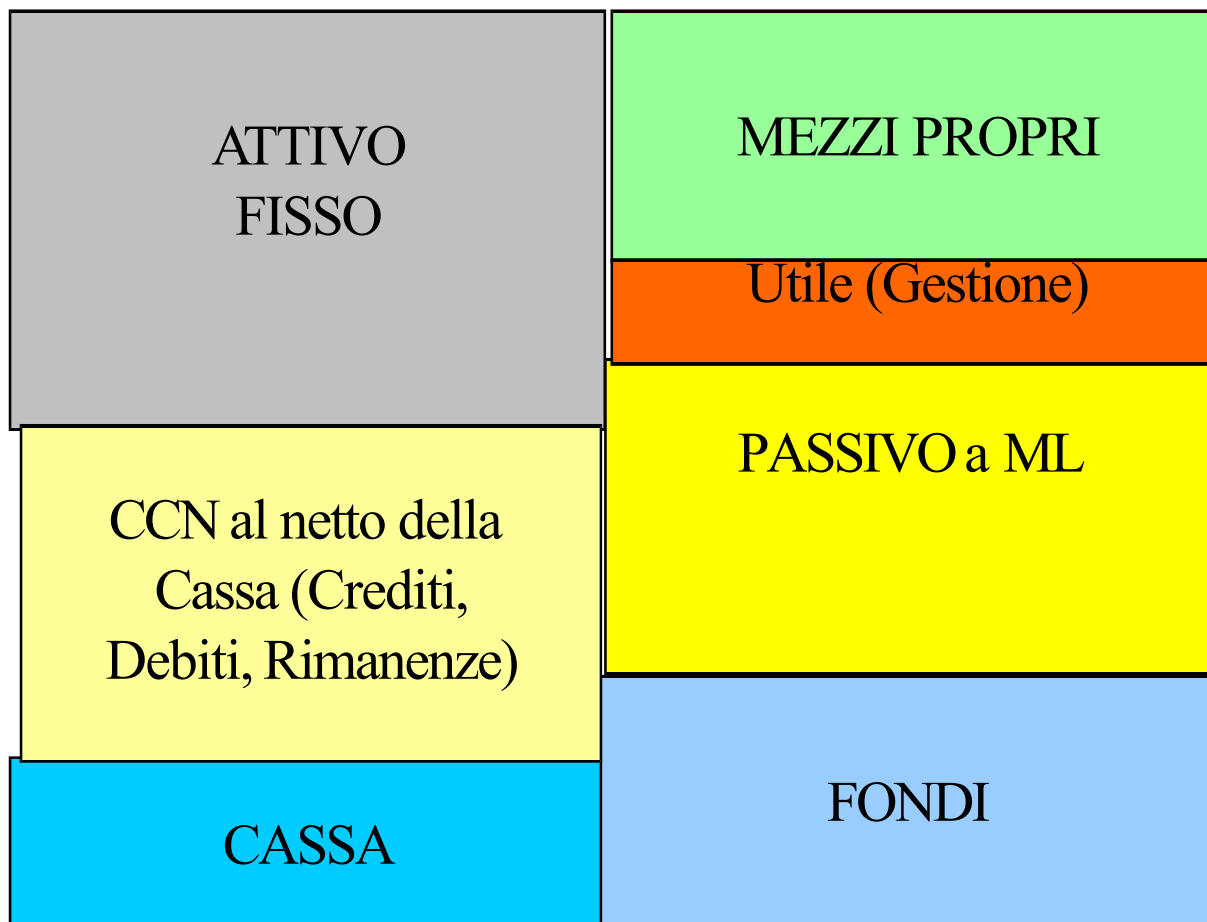 ATTIVO
FISSO
CCN al netto della
Cassa (Crediti,
Debiti, Rimanenze)
CASSA
MEZZI PROPRI
Utile (Gestione)
PASSIVO a ML
FONDI